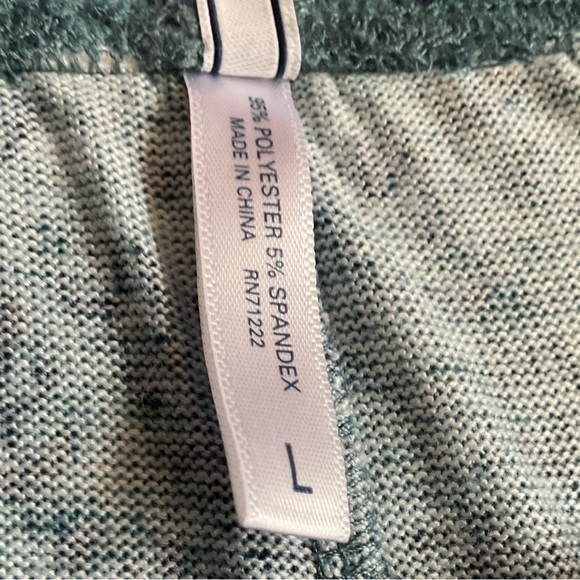 95% POLYESTER 5% SPANDEX
MADE IN CHINA RN71222
L